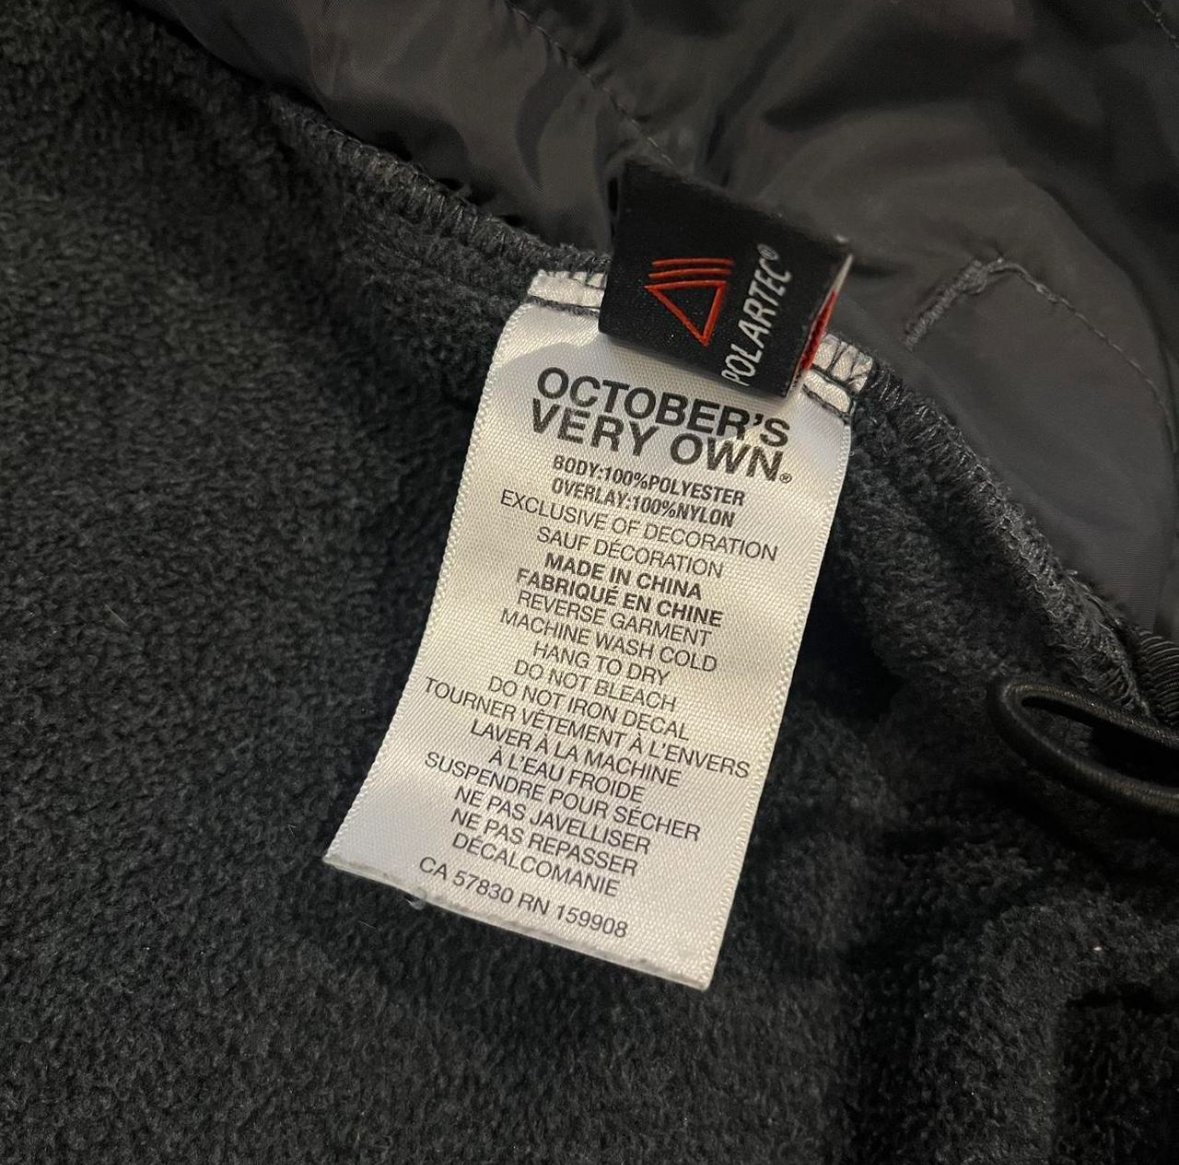 POLARTEC®
OCTOBER'S
VERY OWN®
BODY:100%POLYESTER
OVERLAY:100%NYLON
EXCLUSIVE OF DECORATION
SAUF DÉCORATION
MADE IN CHINA
FABRIQUÉ EN CHINE
REVERSE GARMENT
MACHINE WASH COLD
HANG TO DRY
DO NOT BLEACH
DO NOT IRON DECAL
TOURNER VÊTEMENT À L'ENVERS
LAVER À LA MACHINE
À L'EAU FROIDE
SUSPENDRE POUR SÉCHER
NE PAS JAVELLISER
NE PAS REPASSER
DÉCALCOMANIE
CA 57830 RN 159908